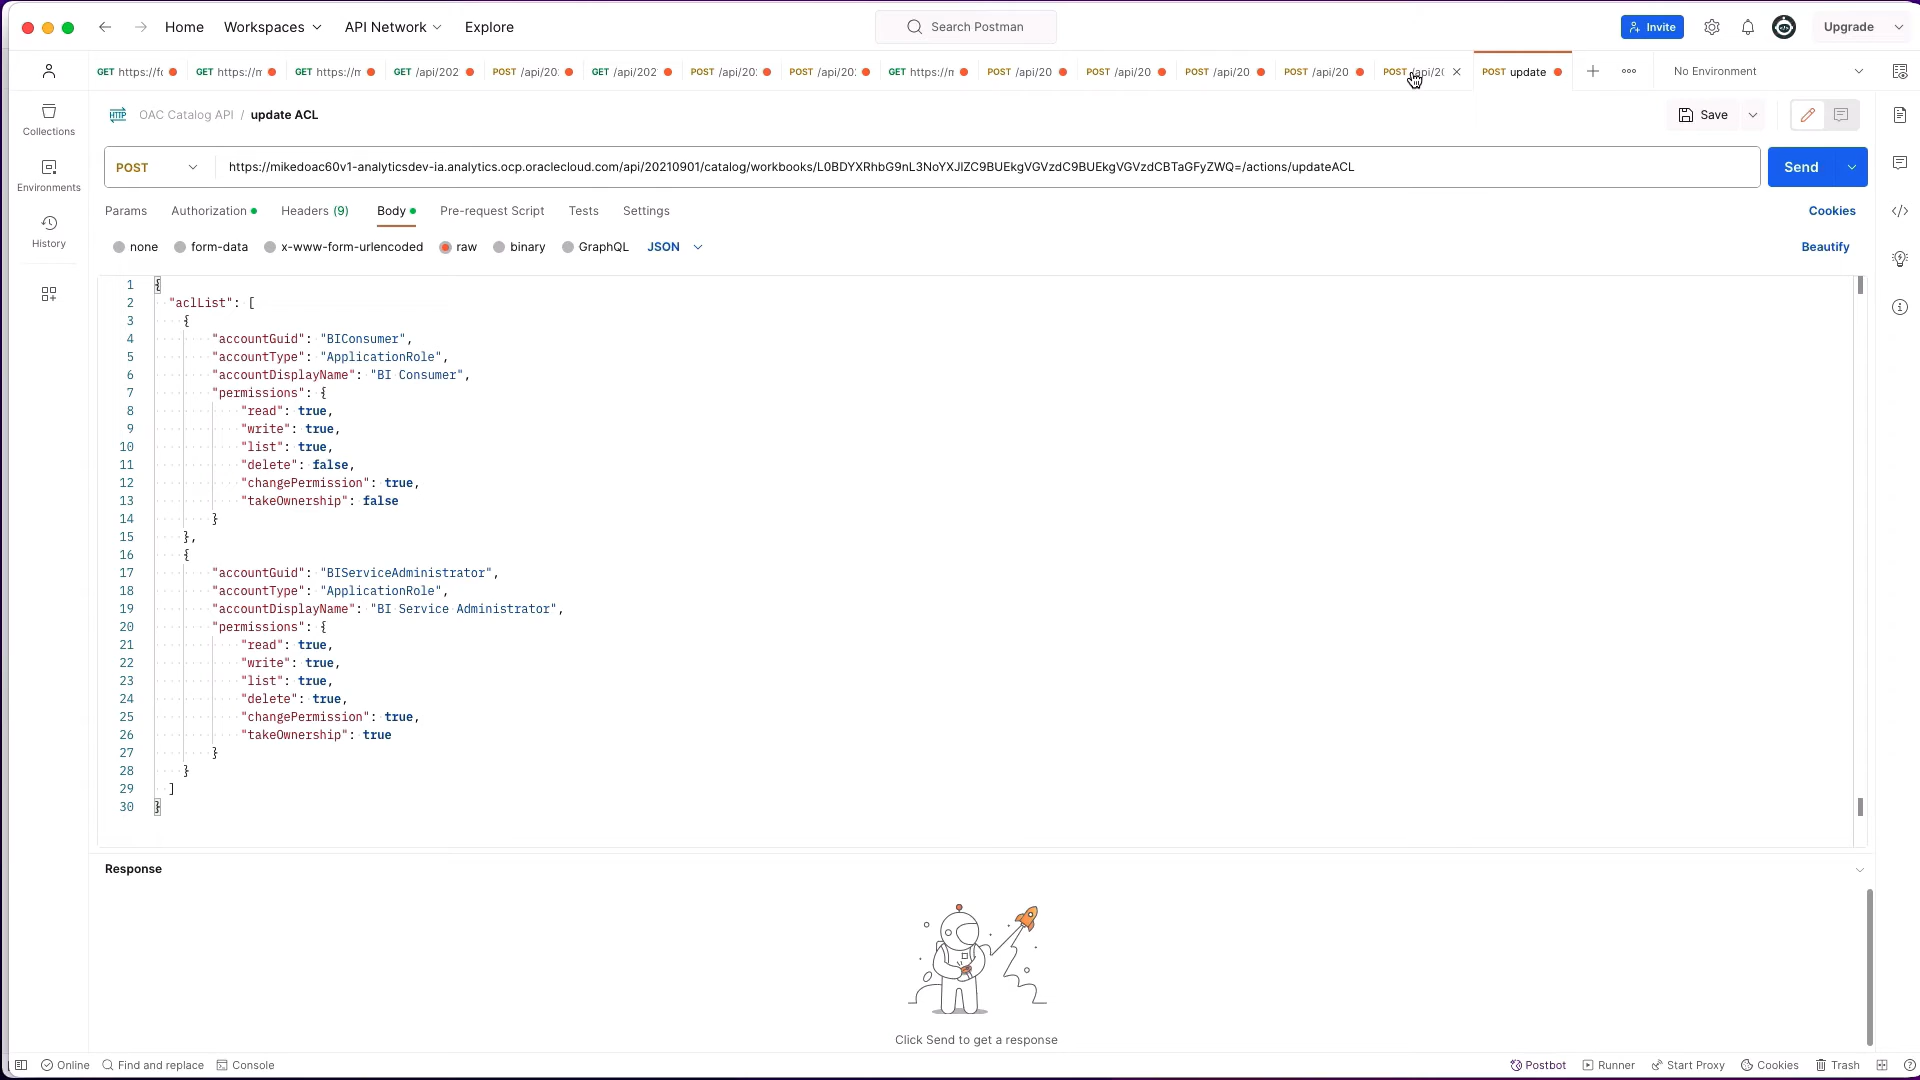 Home Workspaces API Network Explore Search Postman Invite Upgrade
GET https://fo GET https://m GET https://m GET /api/202 POST /api/20 GET /api/202 POST /api/20 POST /api/20 GET https://m POST /api/20 POST /api/20 POST /api/20 POST /api/20 POST /api/20 POST update No Environment
Collections
Environments
History
OAC Catalog API / update ACL Save
POST https://mikedoac60v1-analyticsdev-ia.analytics.ocp.oraclecloud.com/api/20210901/catalog/workbooks/L0BDYXRhbG9nL3NoYXJlZC9BUEkgVGVzdC9BUEkgVGVzdCBTaGFyZWQ=/actions/updateACL Send
Params Authorization Headers (9) Body Pre-request Script Tests Settings Cookies
none form-data x-www-form-urlencoded raw binary GraphQL JSON Beautify
1 {
2 "aclList": [
3 {
4 "accountGuid": "BIConsumer",
5 "accountType": "ApplicationRole",
6 "accountDisplayName": "BI Consumer",
7 "permissions": {
8 "read": true,
9 "write": true,
10 "list": true,
11 "delete": false,
12 "changePermission": true,
13 "takeOwnership": false
14 }
15 },
16 {
17 "accountGuid": "BIServiceAdministrator",
18 "accountType": "ApplicationRole",
19 "accountDisplayName": "BI Service Administrator",
20 "permissions": {
21 "read": true,
22 "write": true,
23 "list": true,
24 "delete": true,
25 "changePermission": true,
26 "takeOwnership": true
27 }
28 }
29 ]
30 }
Response
Click Send to get a response
Online Find and replace Console Postbot Runner Start Proxy Cookies Trash